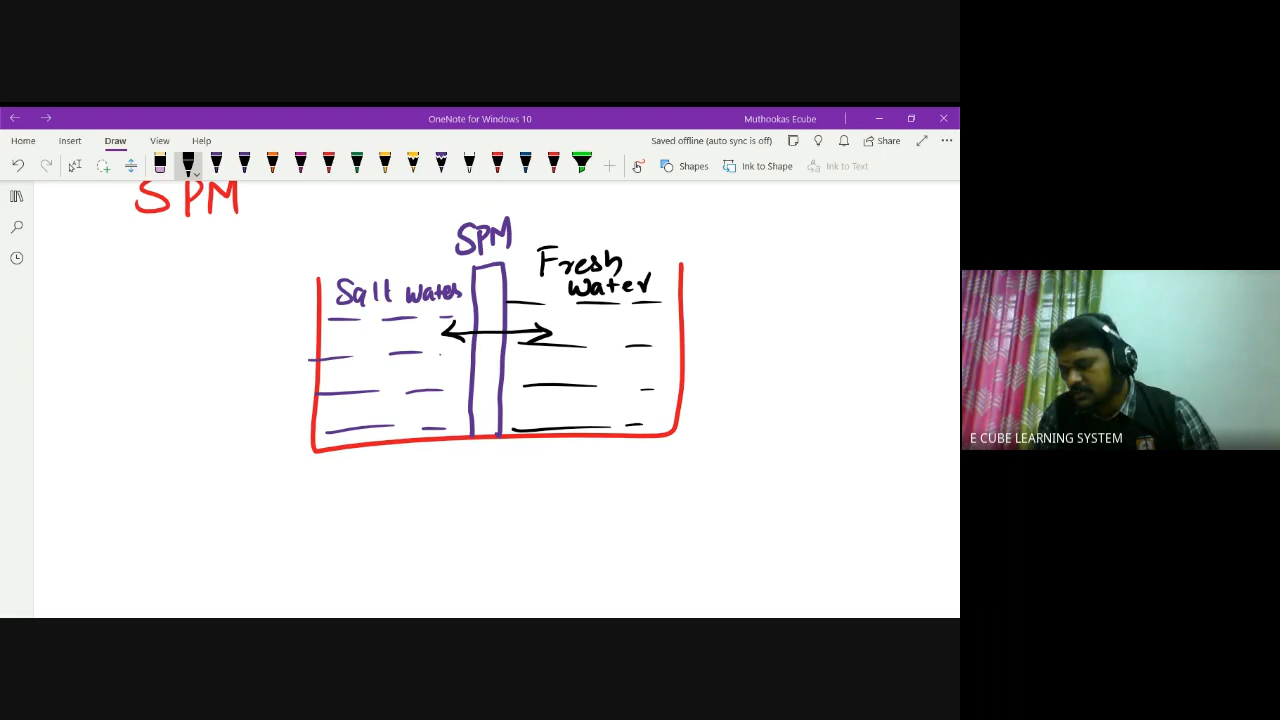 OneNote for Windows 10
Muthookas Ecube
Home Insert Draw View Help
Saved offline (auto sync is off)
Share
Shapes
Ink to Shape
Ink to Text
SPM
SPM
Fresh
Water
Salt water
E CUBE LEARNING SYSTEM